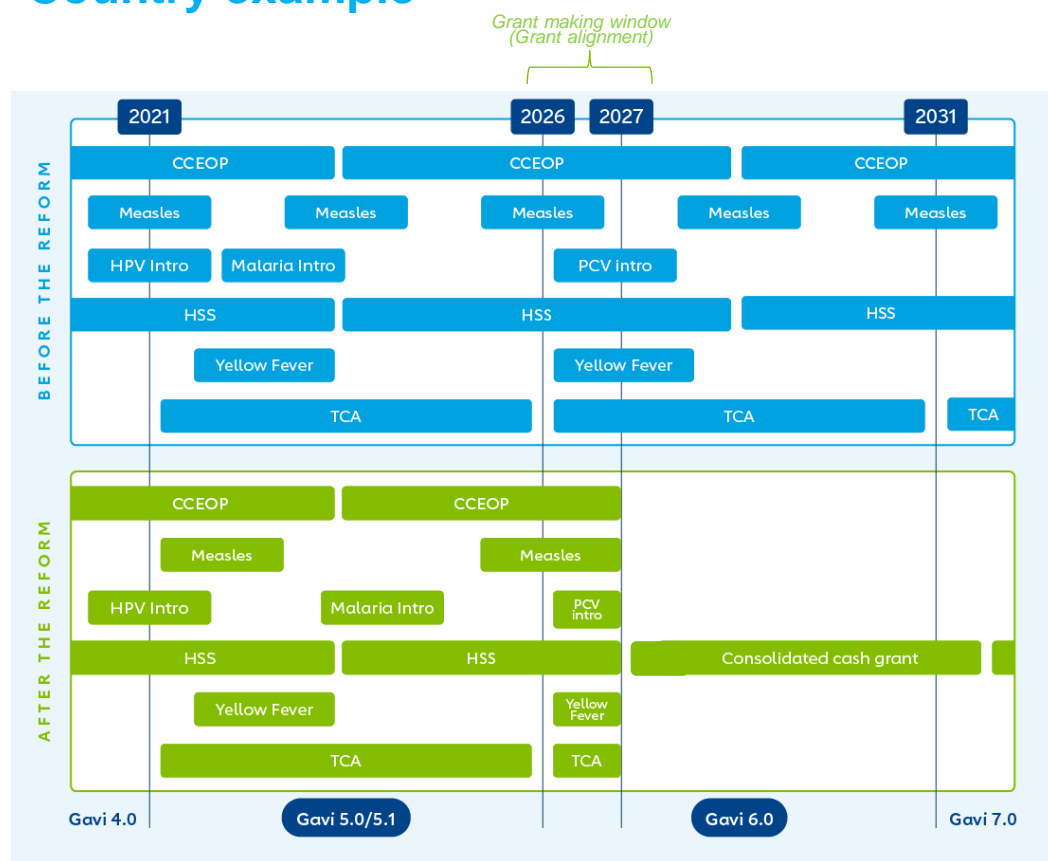 Country example
Grant making window
(Grant alignment)
2021
2026
2027
2031
BEFORE THE REFORM
CCEOP
CCEOP
CCEOP
Measles
Measles
Measles
Measles
Measles
HPV Intro
Malaria Intro
PCV intro
HSS
HSS
HSS
Yellow Fever
Yellow Fever
TCA
TCA
TCA
AFTER THE REFORM
CCEOP
CCEOP
Measles
Measles
HPV Intro
Malaria Intro
PCV
intro
HSS
HSS
Consolidated cash grant
Yellow Fever
Yellow
Fever
TCA
TCA
Gavi 4.0
Gavi 5.0/5.1
Gavi 6.0
Gavi 7.0